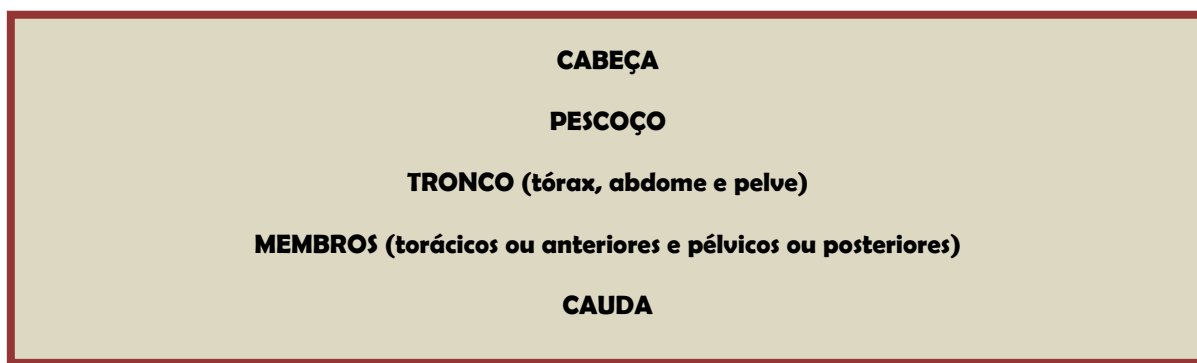 CABEÇA
PESCOÇO
TRONCO (tórax, abdome e pelve)
MEMBROS (torácicos ou anteriores e pélvicos ou posteriores)
CAUDA